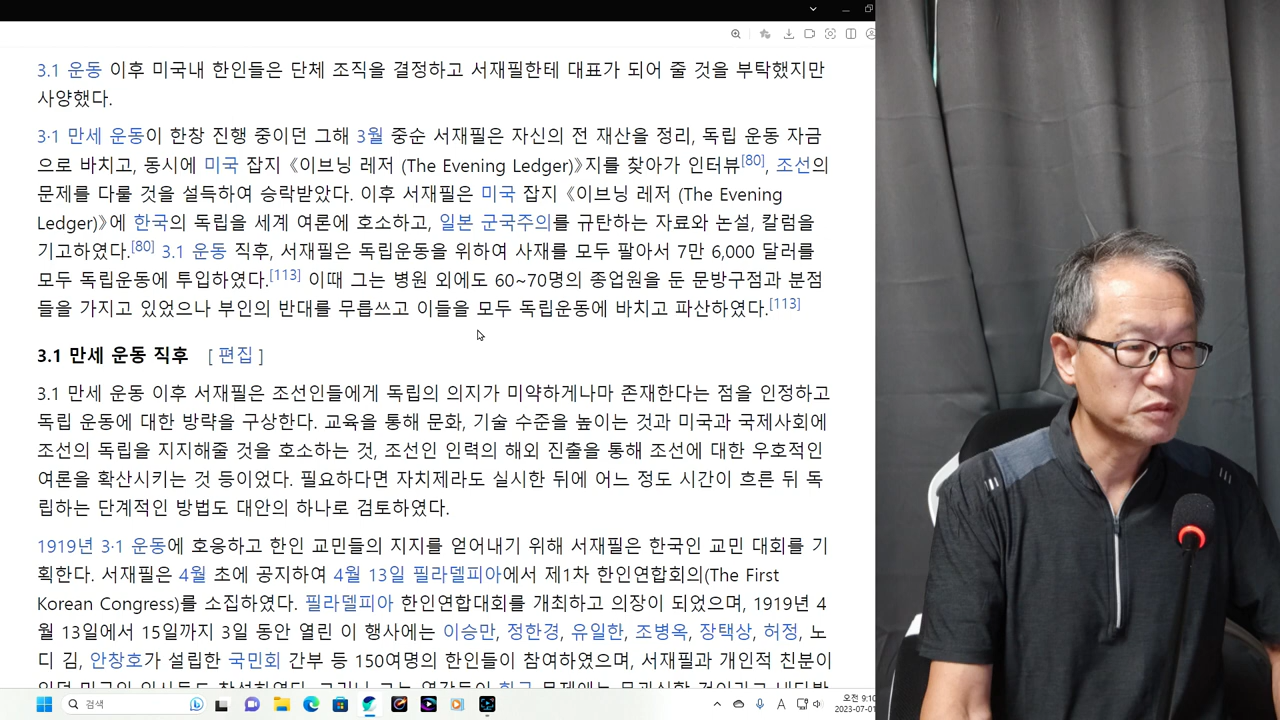 3.1 운동 이후 미국내 한인들은 단체 조직을 결정하고 서재필한테 대표가 되어 줄 것을 부탁했지만
사양했다.
3·1 만세 운동이 한창 진행 중이던 그해 3월 중순 서재필은 자신의 전 재산을 정리, 독립 운동 자금
으로 바치고, 동시에 미국 잡지 《이브닝 레저 (The Evening Ledger)》지를 찾아가 인터뷰[80], 조선의
문제를 다룰 것을 설득하여 승락받았다. 이후 서재필은 미국 잡지 《이브닝 레저 (The Evening
Ledger)》에 한국의 독립을 세계 여론에 호소하고, 일본 군국주의를 규탄하는 자료와 논설, 칼럼을
기고하였다.[80] 3.1 운동 직후, 서재필은 독립운동을 위하여 사재를 모두 팔아서 7만 6,000 달러를
모두 독립운동에 투입하였다.[113] 이때 그는 병원 외에도 60~70명의 종업원을 둔 문방구점과 분점
들을 가지고 있었으나 부인의 반대를 무릅쓰고 이들을 모두 독립운동에 바치고 파산하였다.[113]
3.1 만세 운동 직후 [ 편집 ]
3.1 만세 운동 이후 서재필은 조선인들에게 독립의 의지가 미약하게나마 존재한다는 점을 인정하고
독립 운동에 대한 방략을 구상한다. 교육을 통해 문화, 기술 수준을 높이는 것과 미국과 국제사회에
조선의 독립을 지지해줄 것을 호소하는 것, 조선인 인력의 해외 진출을 통해 조선에 대한 우호적인
여론을 확산시키는 것 등이었다. 필요하다면 자치제라도 실시한 뒤에 어느 정도 시간이 흐른 뒤 독
립하는 단계적인 방법도 대안의 하나로 검토하였다.
1919년 3·1 운동에 호응하고 한인 교민들의 지지를 얻어내기 위해 서재필은 한국인 교민 대회를 기
획한다. 서재필은 4월 초에 공지하여 4월 13일 필라델피아에서 제1차 한인연합회의(The First
Korean Congress)를 소집하였다. 필라델피아 한인연합대회를 개최하고 의장이 되었으며, 1919년 4
월 13일에서 15일까지 3일 동안 열린 이 행사에는 이승만, 정한경, 유일한, 조병옥, 장택상, 허정, 노
디 김, 안창호가 설립한 국민회 간부 등 150여명의 한인들이 참여하였으며, 서재필과 개인적 친분이
검색
A
오전 9:10
2023-07-01